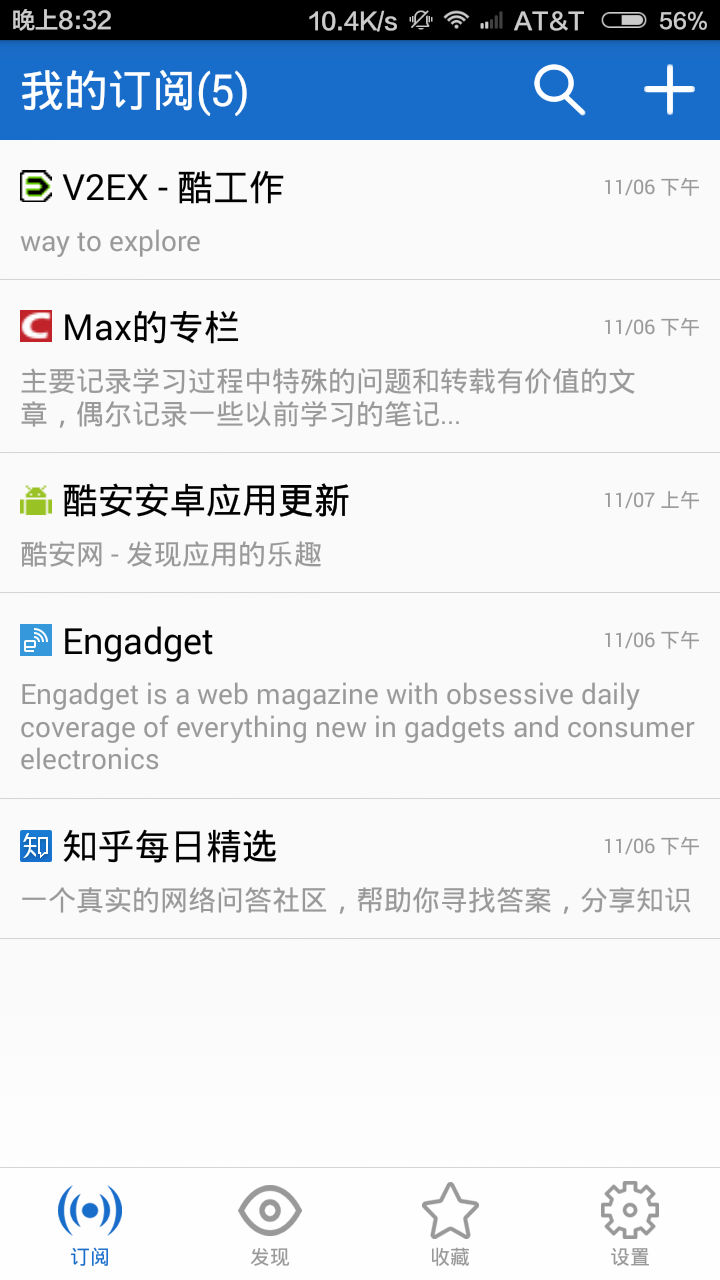 晚上8:32 10.4K/s AT&T 56%
我的订阅(5)
V2EX - 酷工作 11/06 下午
way to explore
Max的专栏 11/06 下午
主要记录学习过程中特殊的问题和转载有价值的文
章，偶尔记录一些以前学习的笔记...
酷安安卓应用更新 11/07 上午
酷安网 - 发现应用的乐趣
Engadget 11/06 下午
Engadget is a web magazine with obsessive daily
coverage of everything new in gadgets and consumer
electronics
知 知乎每日精选 11/06 下午
一个真实的网络问答社区，帮助你寻找答案，分享知识
订阅 发现 收藏 设置